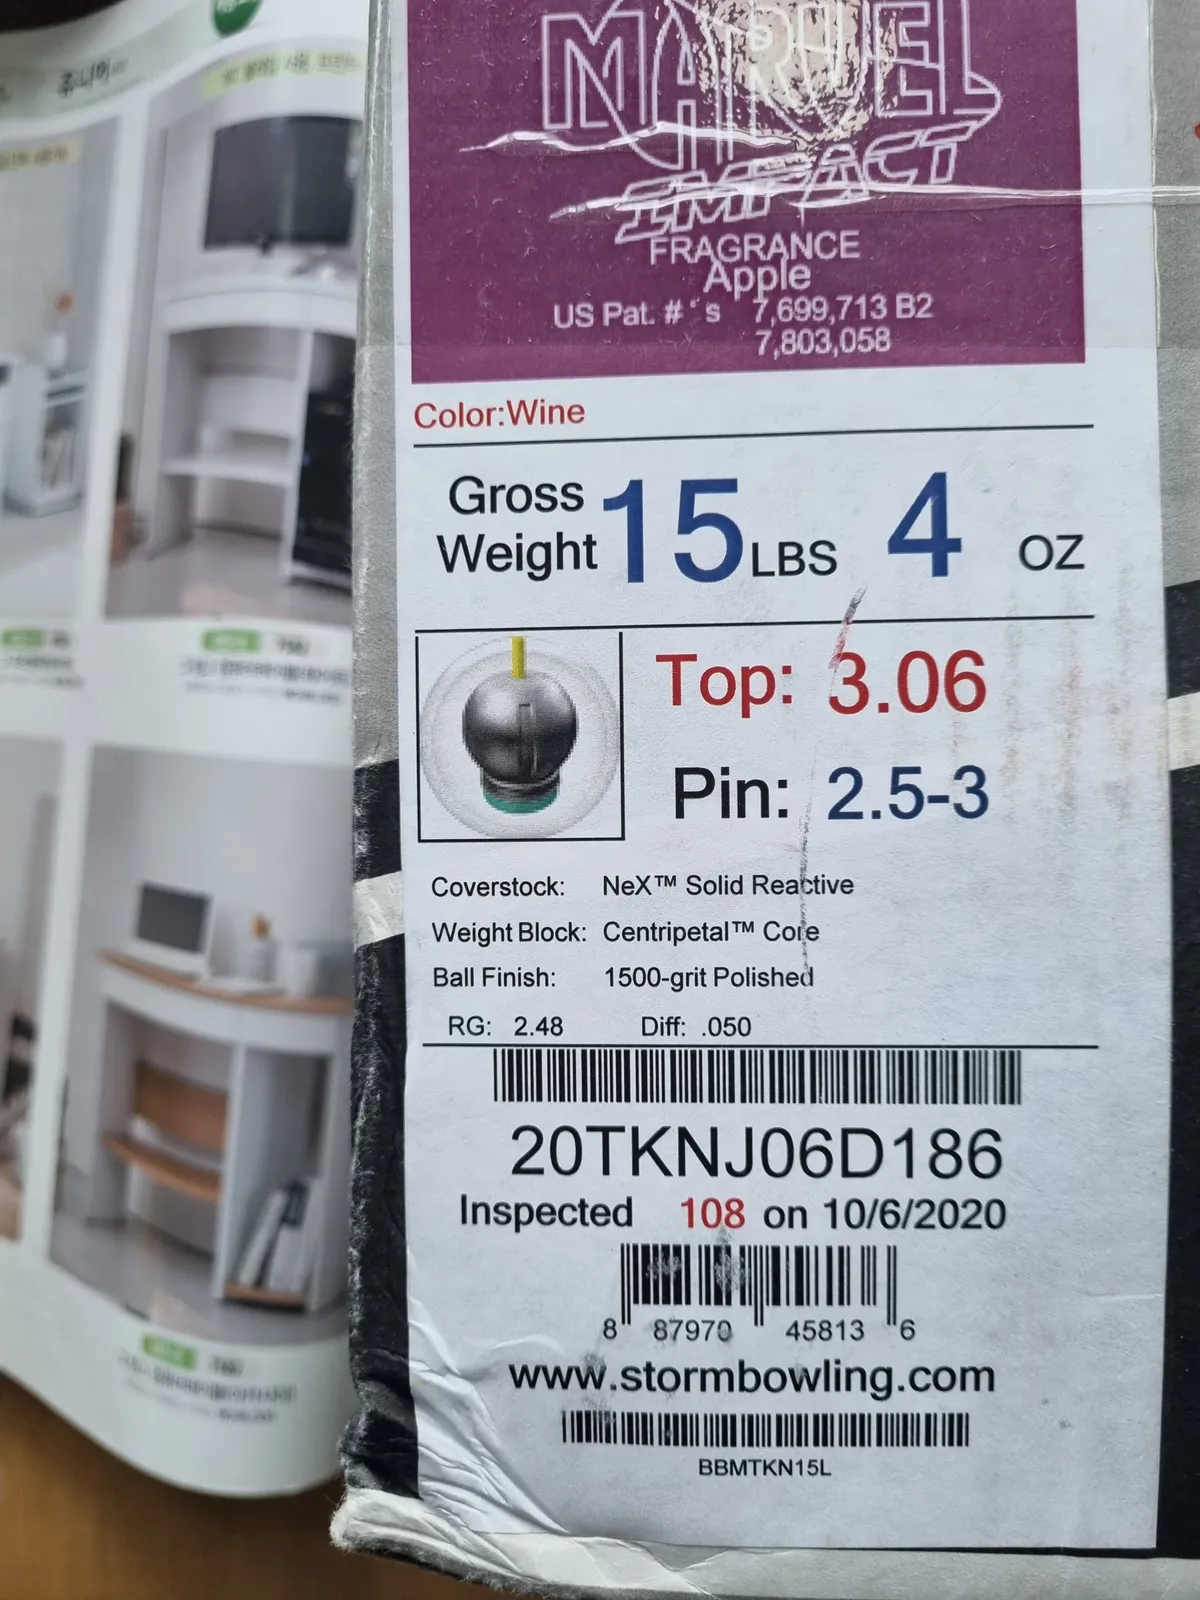 주니어
MARVEL
IMPACT
FRAGRANCE
Apple
US Pat. #'s 7,699,713 B2
7,803,058
Color:Wine
Gross Weight 15 LBS 4 OZ
Top: 3.06
Pin: 2.5-3
Coverstock: NeX™ Solid Reactive
Weight Block: Centripetal™ Core
Ball Finish: 1500-grit Polished
RG: 2.48 Diff: .050
20TKNJ06D186
Inspected 108 on 10/6/2020
8 87970 45813 6
www.stormbowling.com
BBMTKN15L